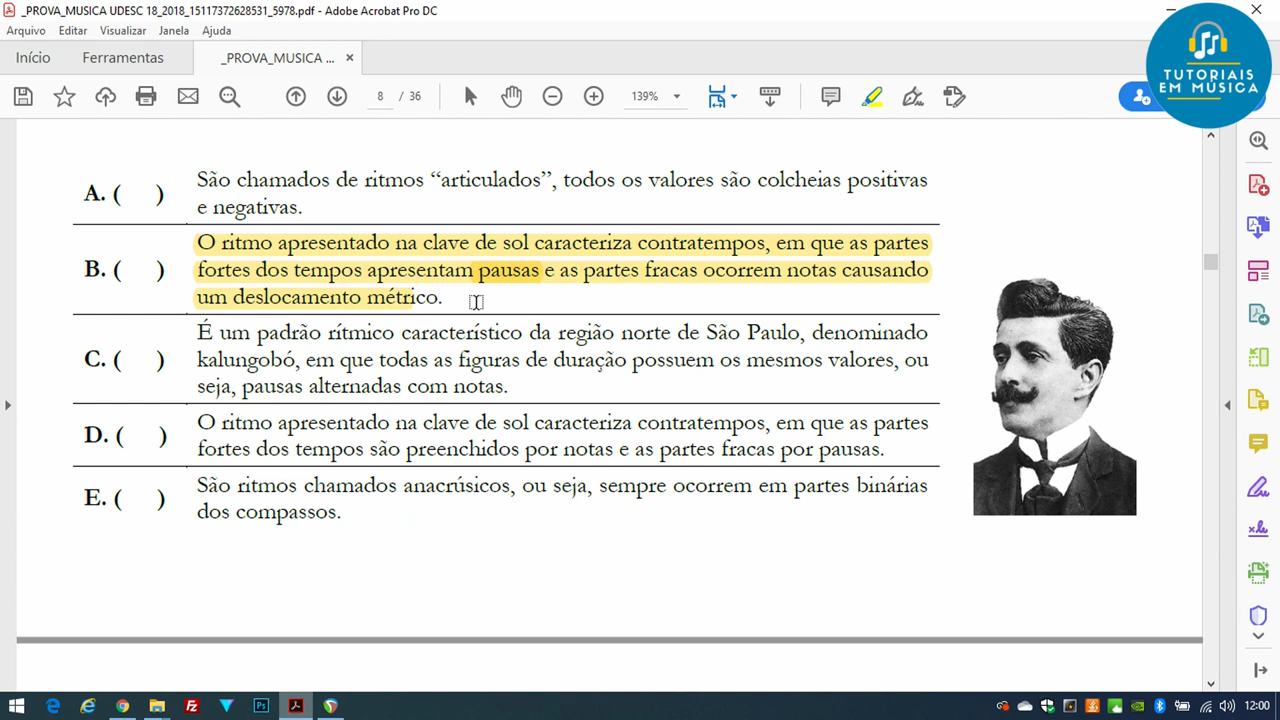 _PROVA_MUSICA UDESC 18_2018_15117372628531_5978.pdf - Adobe Acrobat Pro DC
Arquivo Editar Visualizar Janela Ajuda
Início Ferramentas _PROVA_MUSICA ... ×
TUTORIAIS
EM MÚSICA
8 / 36 139%
A. ( ) São chamados de ritmos “articulados”, todos os valores são colcheias positivas
e negativas.
B. ( ) O ritmo apresentado na clave de sol caracteriza contratempos, em que as partes
fortes dos tempos apresentam pausas e as partes fracas ocorrem notas causando
um deslocamento métrico.
C. ( ) É um padrão rítmico característico da região norte de São Paulo, denominado
kalungobó, em que todas as figuras de duração possuem os mesmos valores, ou
seja, pausas alternadas com notas.
D. ( ) O ritmo apresentado na clave de sol caracteriza contratempos, em que as partes
fortes dos tempos são preenchidos por notas e as partes fracas por pausas.
E. ( ) São ritmos chamados anacrúsicos, ou seja, sempre ocorrem em partes binárias
dos compassos.
12:00